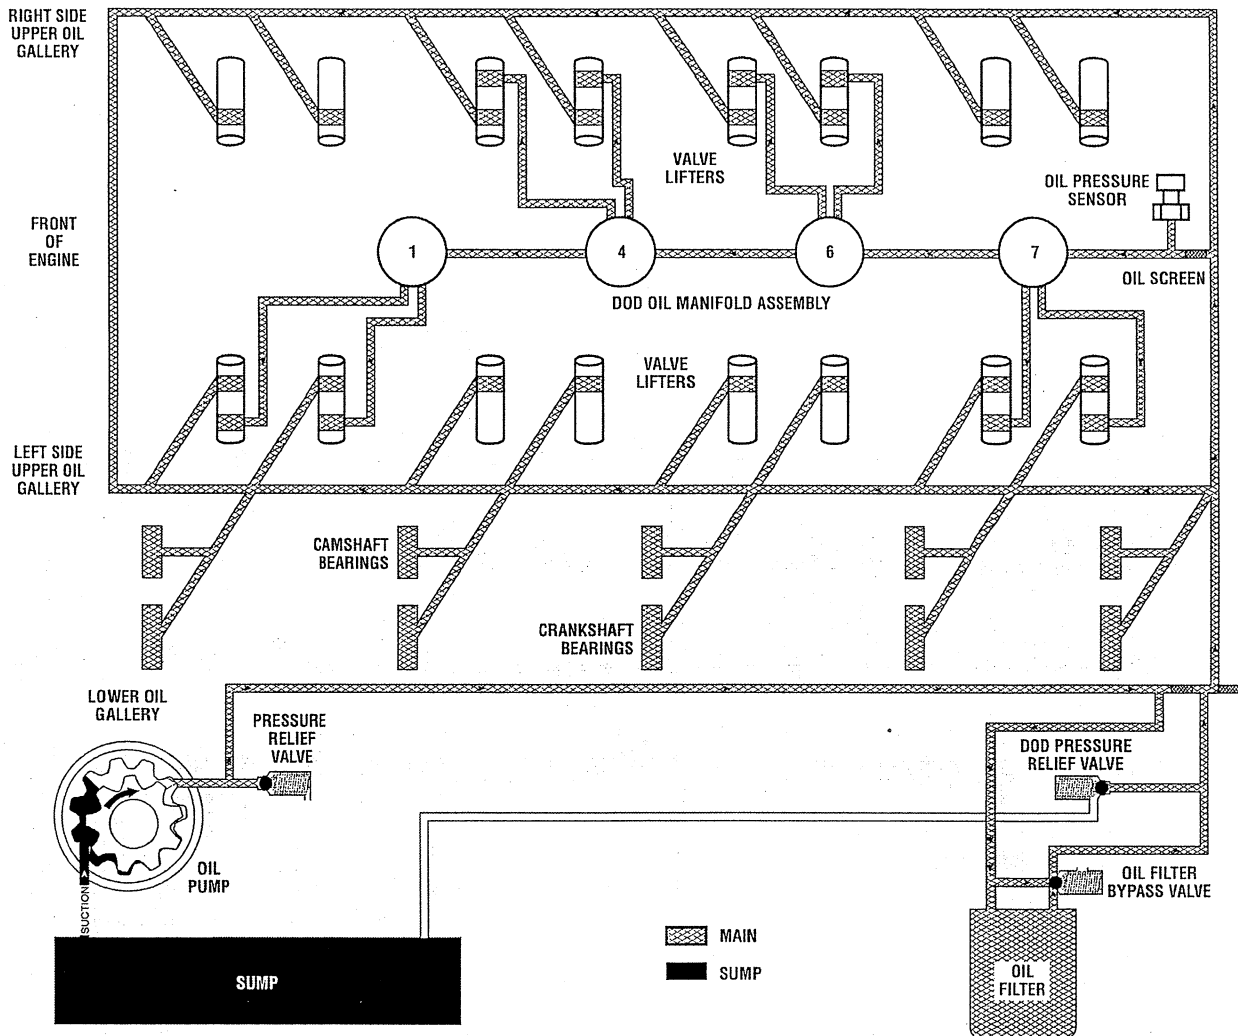 RIGHT SIDE
UPPER OIL
GALLERY
VALVE
LIFTERS
OIL PRESSURE
SENSOR
FRONT
OF
ENGINE
1
4
6
7
OIL SCREEN
DOD OIL MANIFOLD ASSEMBLY
VALVE
LIFTERS
LEFT SIDE
UPPER OIL
GALLERY
CAMSHAFT
BEARINGS
CRANKSHAFT
BEARINGS
LOWER OIL
GALLERY
PRESSURE
RELIEF
VALVE
DOD PRESSURE
RELIEF VALVE
OIL
PUMP
OIL FILTER
BYPASS VALVE
SUCTION
MAIN
SUMP
SUMP
OIL
FILTER